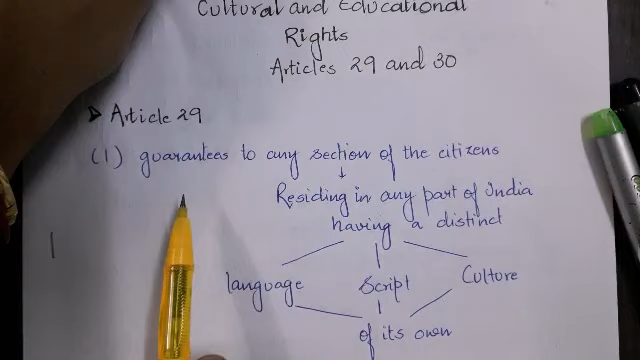 Cultural and Educational
Rights
Articles 29 and 30
Article 29
(1) guarantees to any section of the citizens
Residing in any part of India
having a distinct
language Script Culture
of its own